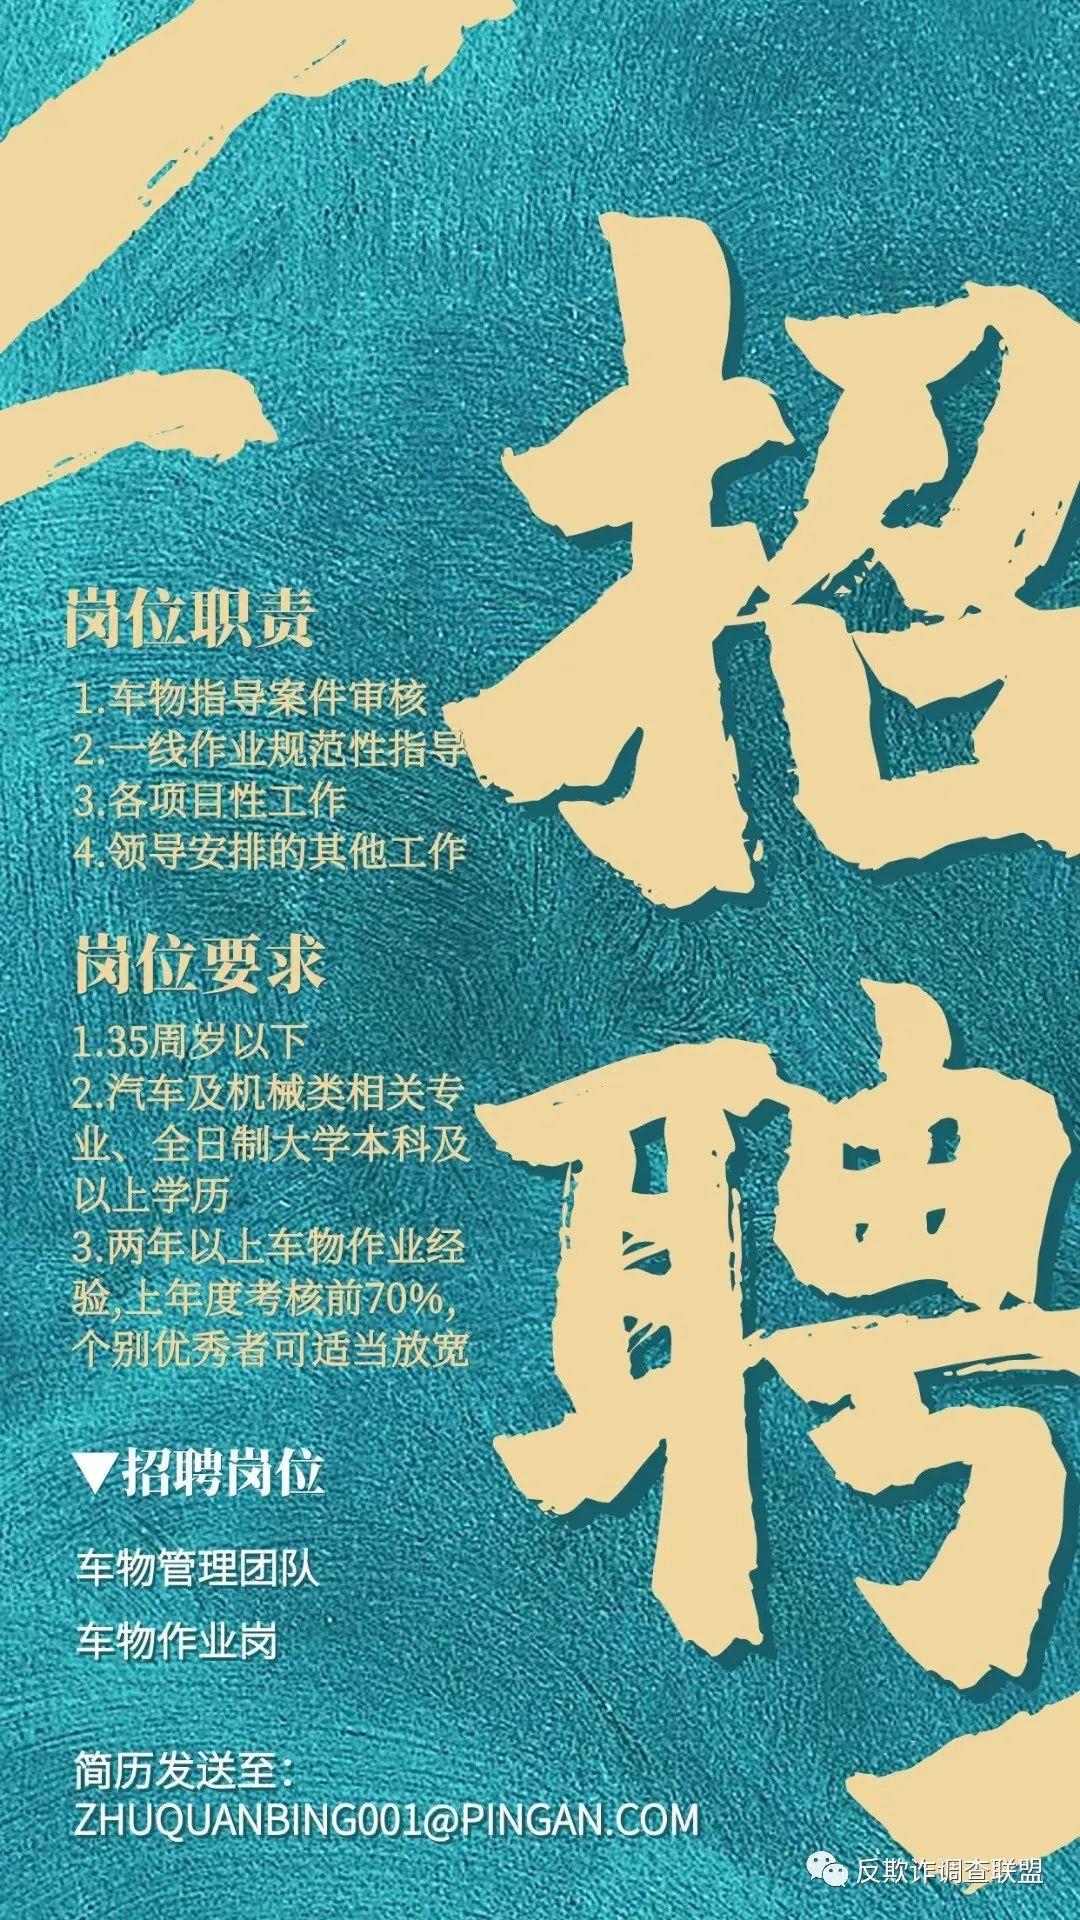 招聘
岗位职责
1.车物指导案件审核
2.一线作业规范性指导
3.各项目性工作
4.领导安排的其他工作
岗位要求
1.35周岁以下
2.汽车及机械类相关专
业、全日制大学本科及
以上学历
3.两年以上车物作业经
验,上年度考核前70%,
个别优秀者可适当放宽
▼招聘岗位
车物管理团队
车物作业岗
简历发送至：
ZHUQUANBING001@PINGAN.COM
反欺诈调查联盟